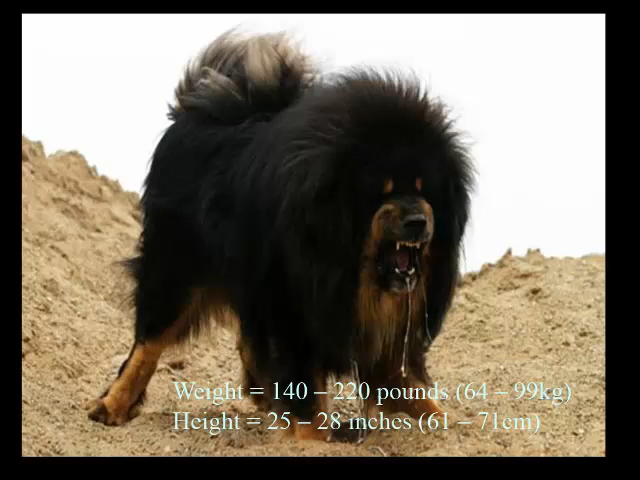 Weight = 140 – 220 pounds (64 – 99kg)
Height = 25 – 28 inches (61 – 71cm)